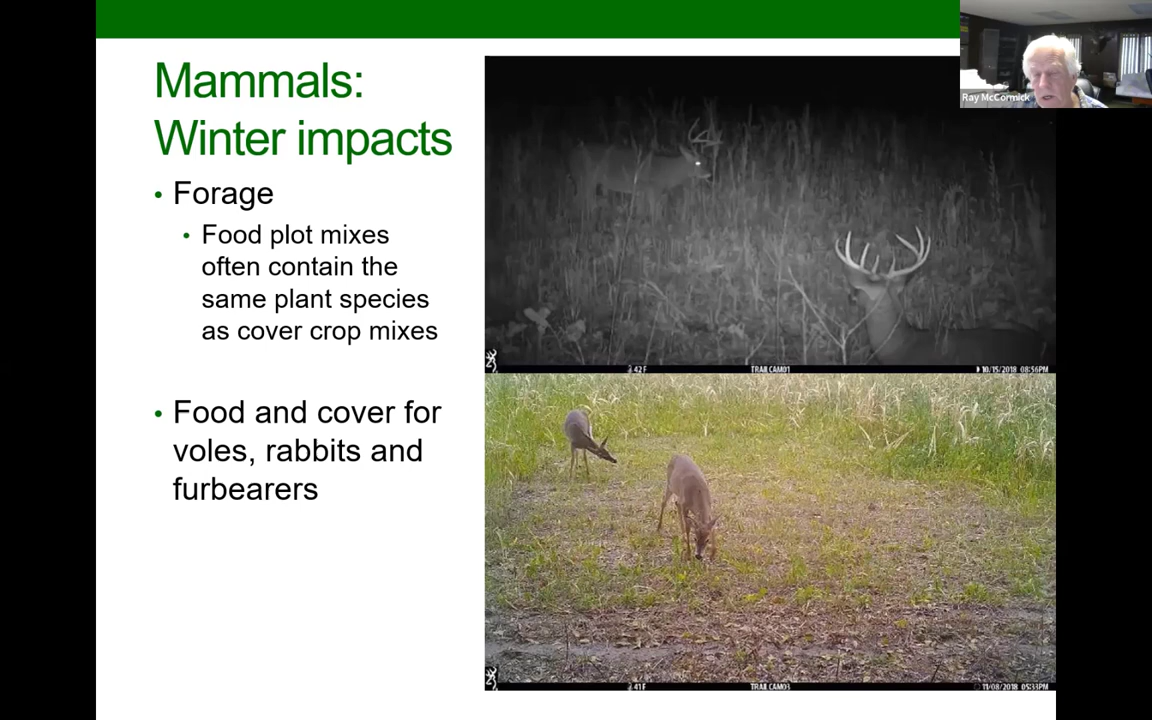 Mammals:
Winter impacts
• Forage
• Food plot mixes
often contain the
same plant species
as cover crop mixes
• Food and cover for
voles, rabbits and
furbearers
Ray McCormick
42F TRAILCAM01 10/15/2018 08:56PM
41F TRAILCAM03 11/08/2018 05:33PM